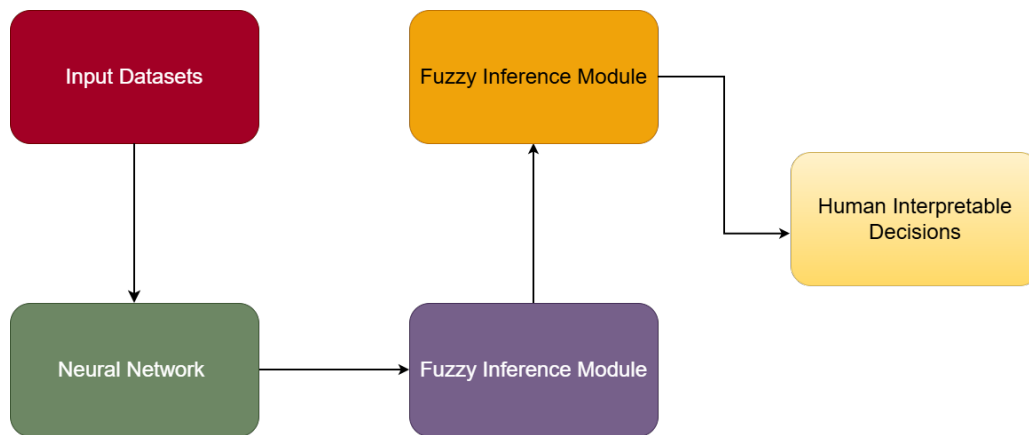 Input Datasets
Fuzzy Inference Module
Human Interpretable
Decisions
Neural Network
Fuzzy Inference Module